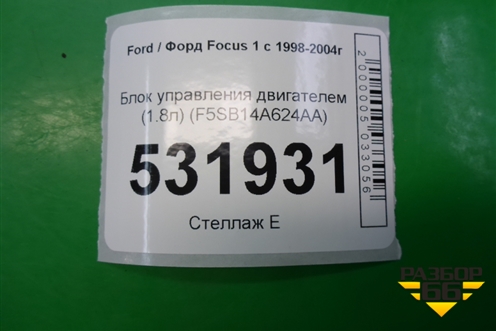 Ford / Форд Focus 1 с 1998-2004г
Блок управления двигателем
(1.8л) (F5SB14A624AA)
531931
Стеллаж Е
2000005033056
РАЗБОР
66